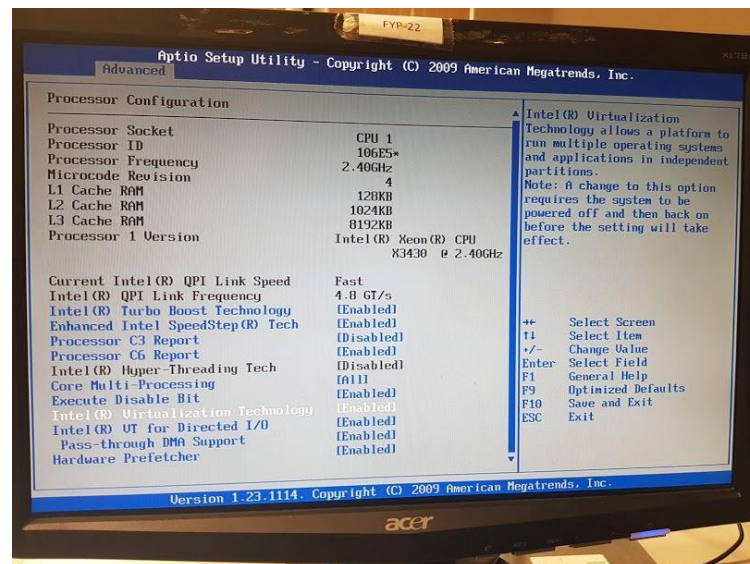 FYP-22
Aptio Setup Utility - Copyright (C) 2009 American Megatrends, Inc.
Advanced
Processor Configuration
Processor Socket CPU 1
Processor ID 106E5*
Processor Frequency 2.40GHz
Microcode Revision 4
L1 Cache RAM 128KB
L2 Cache RAM 1024KB
L3 Cache RAM 8192KB
Processor 1 Version Intel(R) Xeon(R) CPU
X3430 @ 2.40GHz
Current Intel(R) QPI Link Speed Fast
Intel(R) QPI Link Frequency 4.8 GT/s
Intel(R) Turbo Boost Technology [Enabled]
Enhanced Intel SpeedStep(R) Tech [Enabled]
Processor C3 Report [Disabled]
Processor C6 Report [Enabled]
Intel(R) Hyper-Threading Tech [Disabled]
Core Multi-Processing [All]
Execute Disable Bit [Enabled]
Intel(R) Virtualization Technology [Enabled]
Intel(R) VT for Directed I/O [Enabled]
Pass-through DMA Support [Enabled]
Hardware Prefetcher [Enabled]
Intel(R) Virtualization
Technology allows a platform to
run multiple operating systems
and applications in independent
partitions.
Note: A change to this option
requires the system to be
powered off and then back on
before the setting will take
effect.
→← Select Screen
↑↓ Select Item
+/- Change Value
Enter Select Field
F1 General Help
F9 Optimized Defaults
F10 Save and Exit
ESC Exit
Version 1.23.1114. Copyright (C) 2009 American Megatrends, Inc.
acer